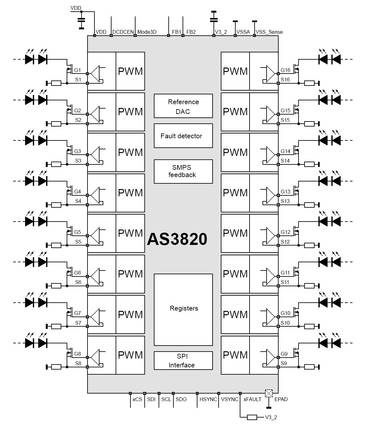 VDD
VDD DCDCEN Mode3D FB1 FB2 V3_2 VSSA VSS_Sense
G1 PWM PWM G16
S1 S16
Reference
DAC
G2 PWM PWM G15
S2 S15
Fault detector
G3 PWM PWM G14
S3 S14
SMPS
feedback
G4 PWM PWM G13
S4 S13
G5 PWM AS3820 PWM G12
S5 S12
G6 PWM PWM G11
S6 S11
Registers
G7 PWM PWM G10
S7 S10
G8 PWM PWM G9
S8 S9
SPI
Interface
xCS SDI SCL SDO HSYNC VSYNC xFAULT EPAD
V3_2